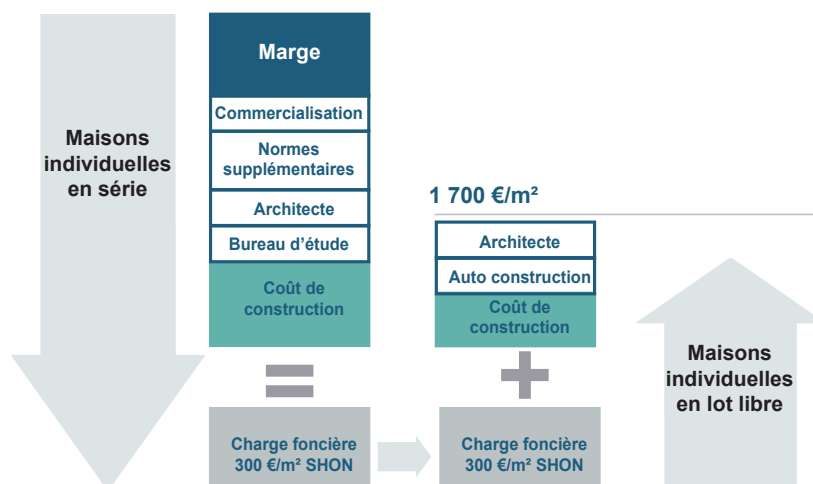 Maisons
individuelles
en série
Marge
Commercialisation
Normes
supplémentaires
Architecte
Bureau d'étude
Coût de
construction
Charge foncière
300 €/m² SHON
1 700 €/m²
Architecte
Auto construction
Coût de
construction
Charge foncière
300 €/m² SHON
Maisons
individuelles
en lot libre